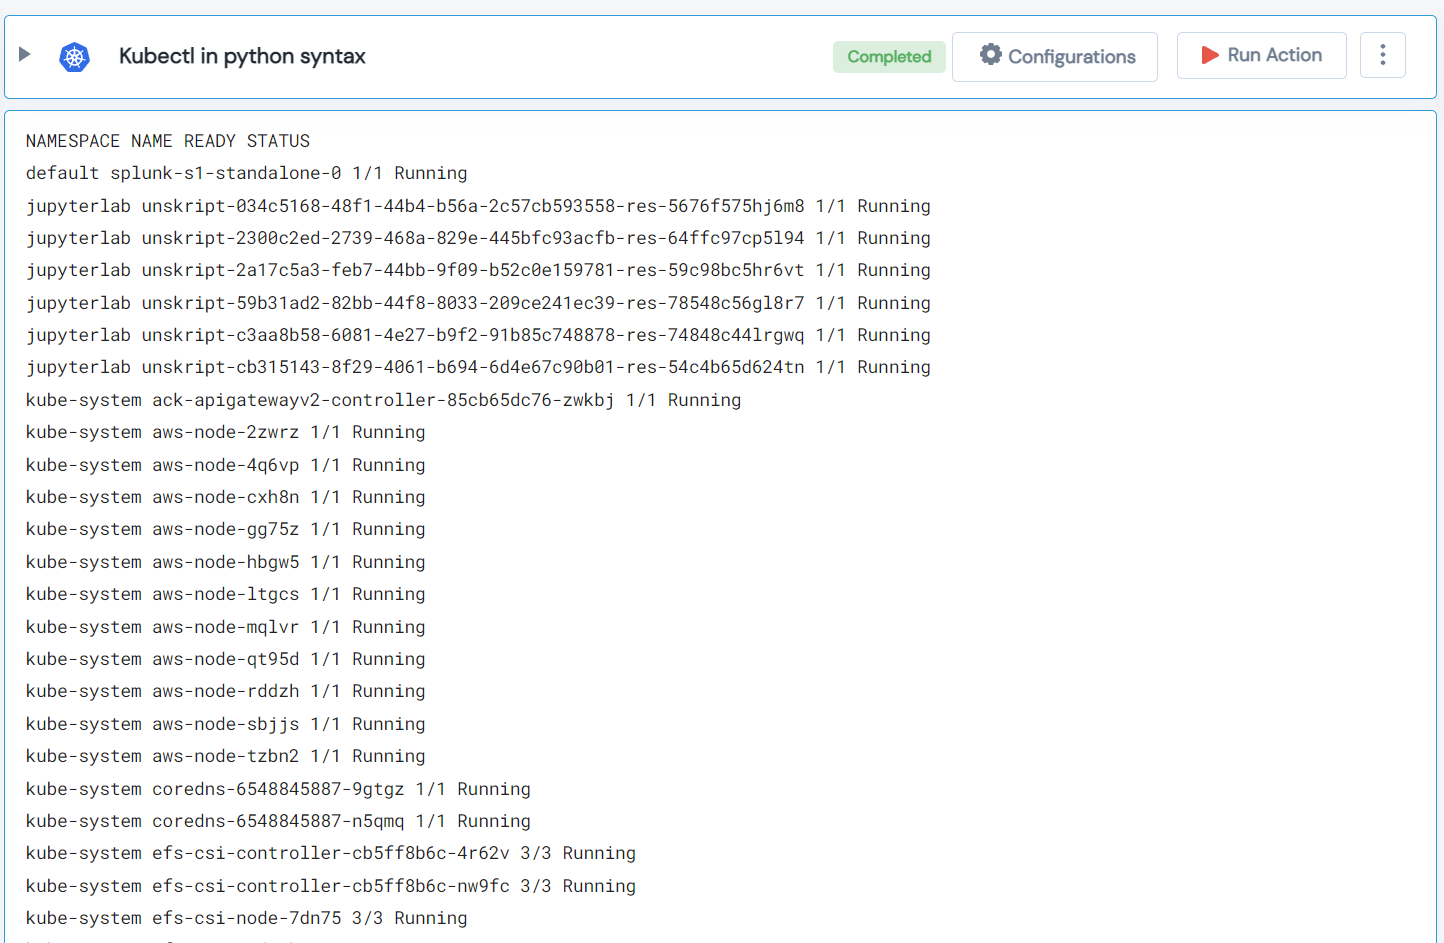 Kubectl in python syntax
Completed
Configurations
Run Action
NAMESPACE NAME READY STATUS
default splunk-s1-standalone-0 1/1 Running
jupyterlab unskript-034c5168-48f1-44b4-b56a-2c57cb593558-res-5676f575hj6m8 1/1 Running
jupyterlab unskript-2300c2ed-2739-468a-829e-445bfc93acfb-res-64ffc97cp5l94 1/1 Running
jupyterlab unskript-2a17c5a3-feb7-44bb-9f09-b52c0e159781-res-59c98bc5hr6vt 1/1 Running
jupyterlab unskript-59b31ad2-82bb-44f8-8033-209ce241ec39-res-78548c56gl8r7 1/1 Running
jupyterlab unskript-c3aa8b58-6081-4e27-b9f2-91b85c748878-res-74848c44lrgwq 1/1 Running
jupyterlab unskript-cb315143-8f29-4061-b694-6d4e67c90b01-res-54c4b65d624tn 1/1 Running
kube-system ack-apigatewayv2-controller-85cb65dc76-zwkbj 1/1 Running
kube-system aws-node-2zwrz 1/1 Running
kube-system aws-node-4q6vp 1/1 Running
kube-system aws-node-cxh8n 1/1 Running
kube-system aws-node-gg75z 1/1 Running
kube-system aws-node-hbgw5 1/1 Running
kube-system aws-node-ltgcs 1/1 Running
kube-system aws-node-mqlvr 1/1 Running
kube-system aws-node-qt95d 1/1 Running
kube-system aws-node-rddzh 1/1 Running
kube-system aws-node-sbjjs 1/1 Running
kube-system aws-node-tzbn2 1/1 Running
kube-system coredns-6548845887-9gtgz 1/1 Running
kube-system coredns-6548845887-n5qmq 1/1 Running
kube-system efs-csi-controller-cb5ff8b6c-4r62v 3/3 Running
kube-system efs-csi-controller-cb5ff8b6c-nw9fc 3/3 Running
kube-system efs-csi-node-7dn75 3/3 Running